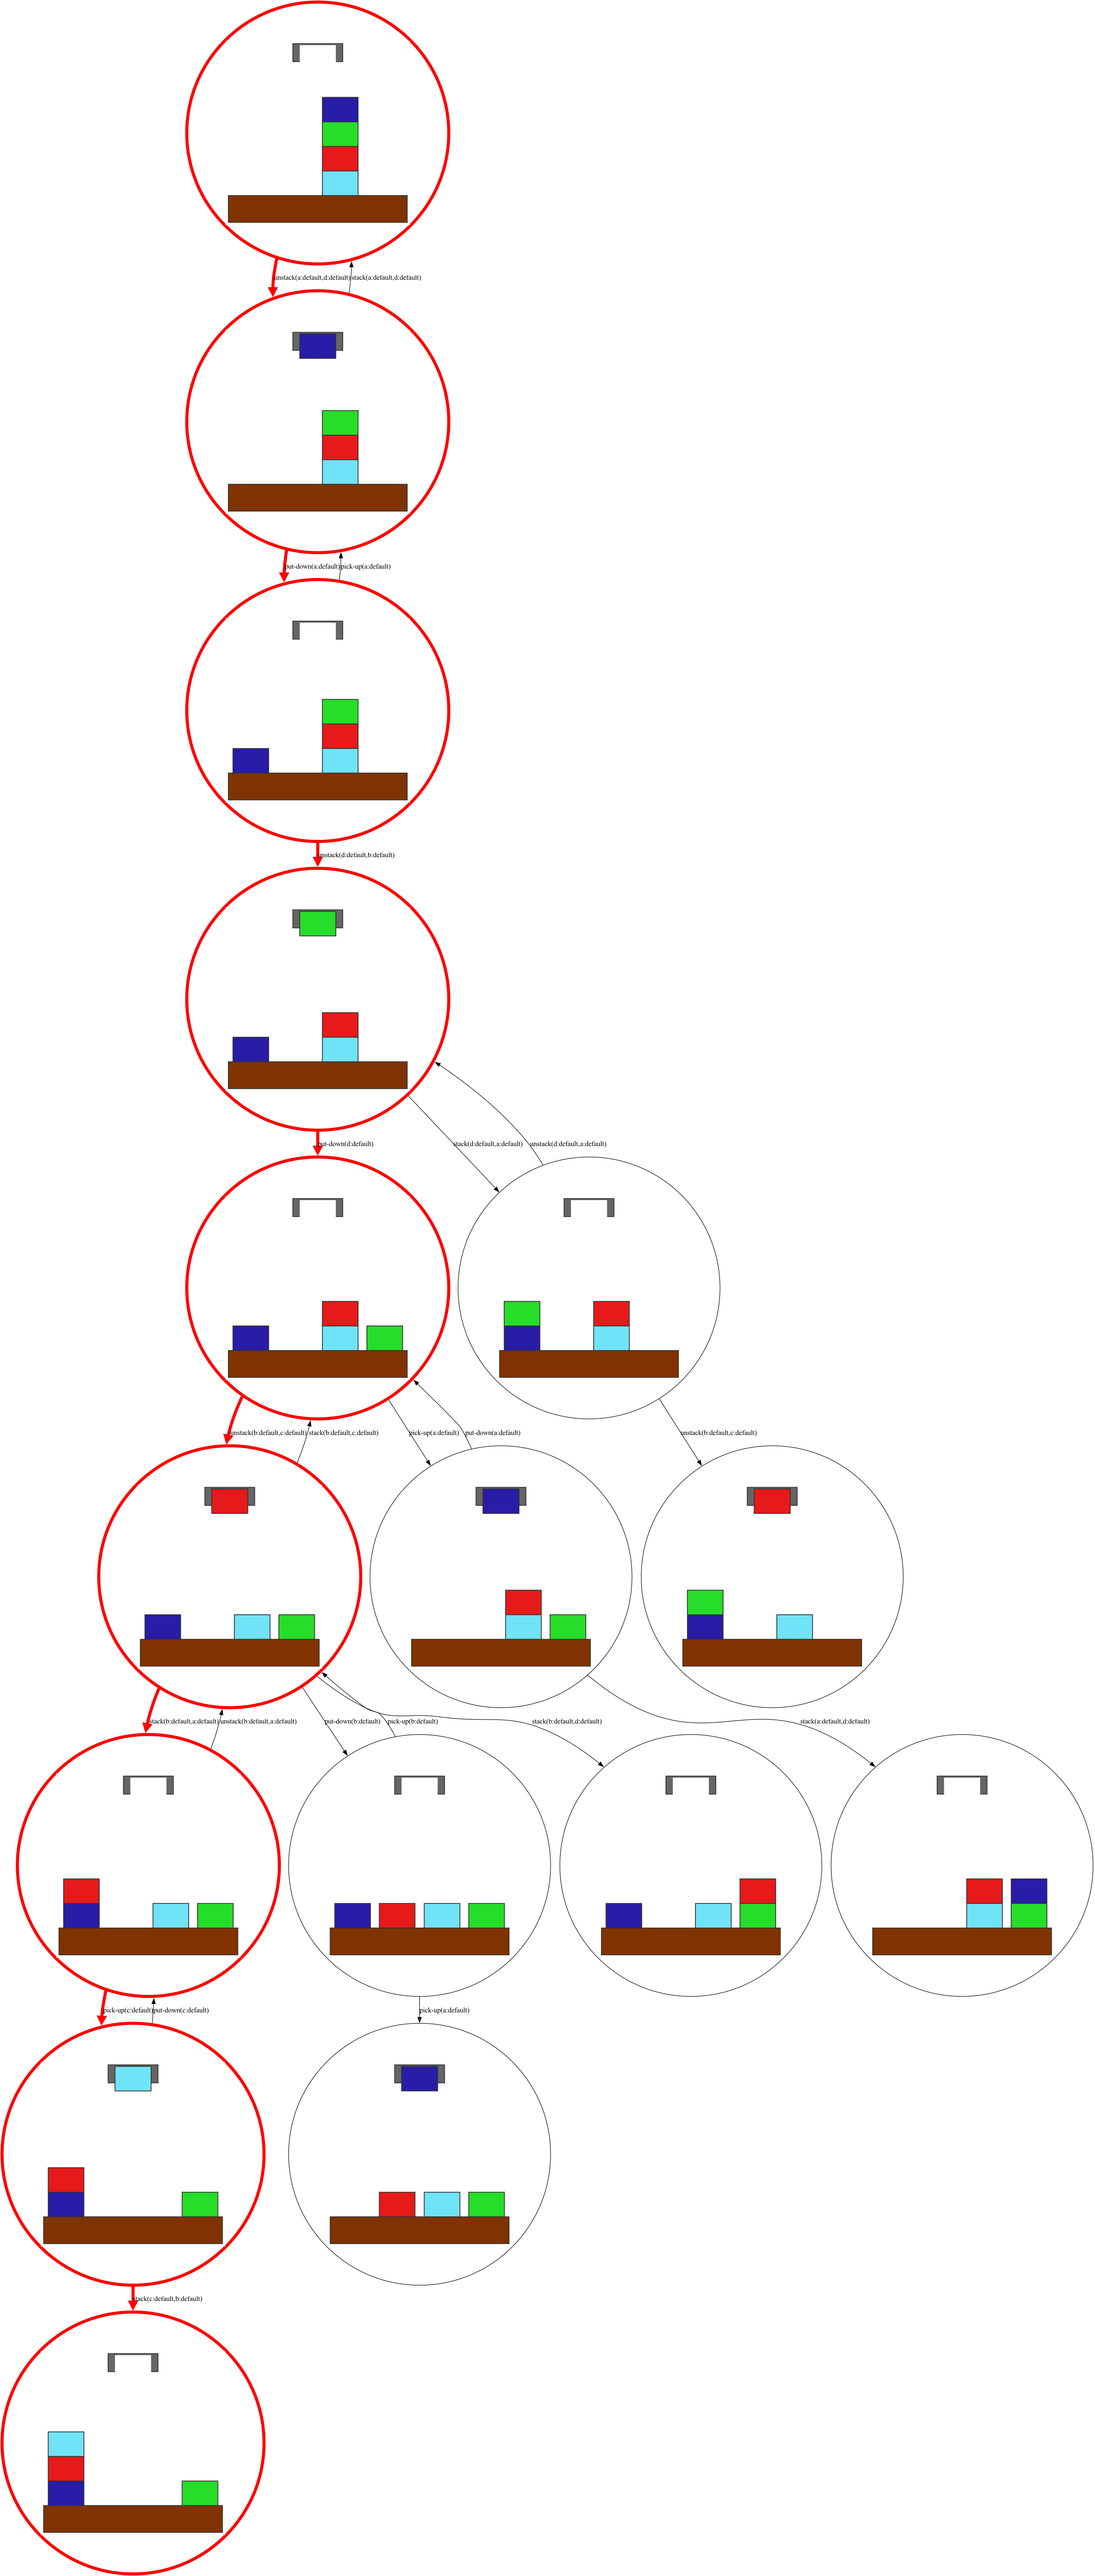 unstack(a:default,d:default)
stack(a:default,d:default)
put-down(a:default)
pick-up(a:default)
unstack(d:default,b:default)
put-down(d:default)
stack(d:default,a:default)
unstack(d:default,a:default)
unstack(b:default,c:default)
stack(b:default,c:default)
pick-up(a:default)
put-down(a:default)
unstack(b:default,c:default)
stack(b:default,a:default)
unstack(b:default,a:default)
put-down(b:default)
pick-up(b:default)
stack(b:default,d:default)
stack(a:default,d:default)
pick-up(c:default)
put-down(c:default)
pick-up(a:default)
stack(c:default,b:default)